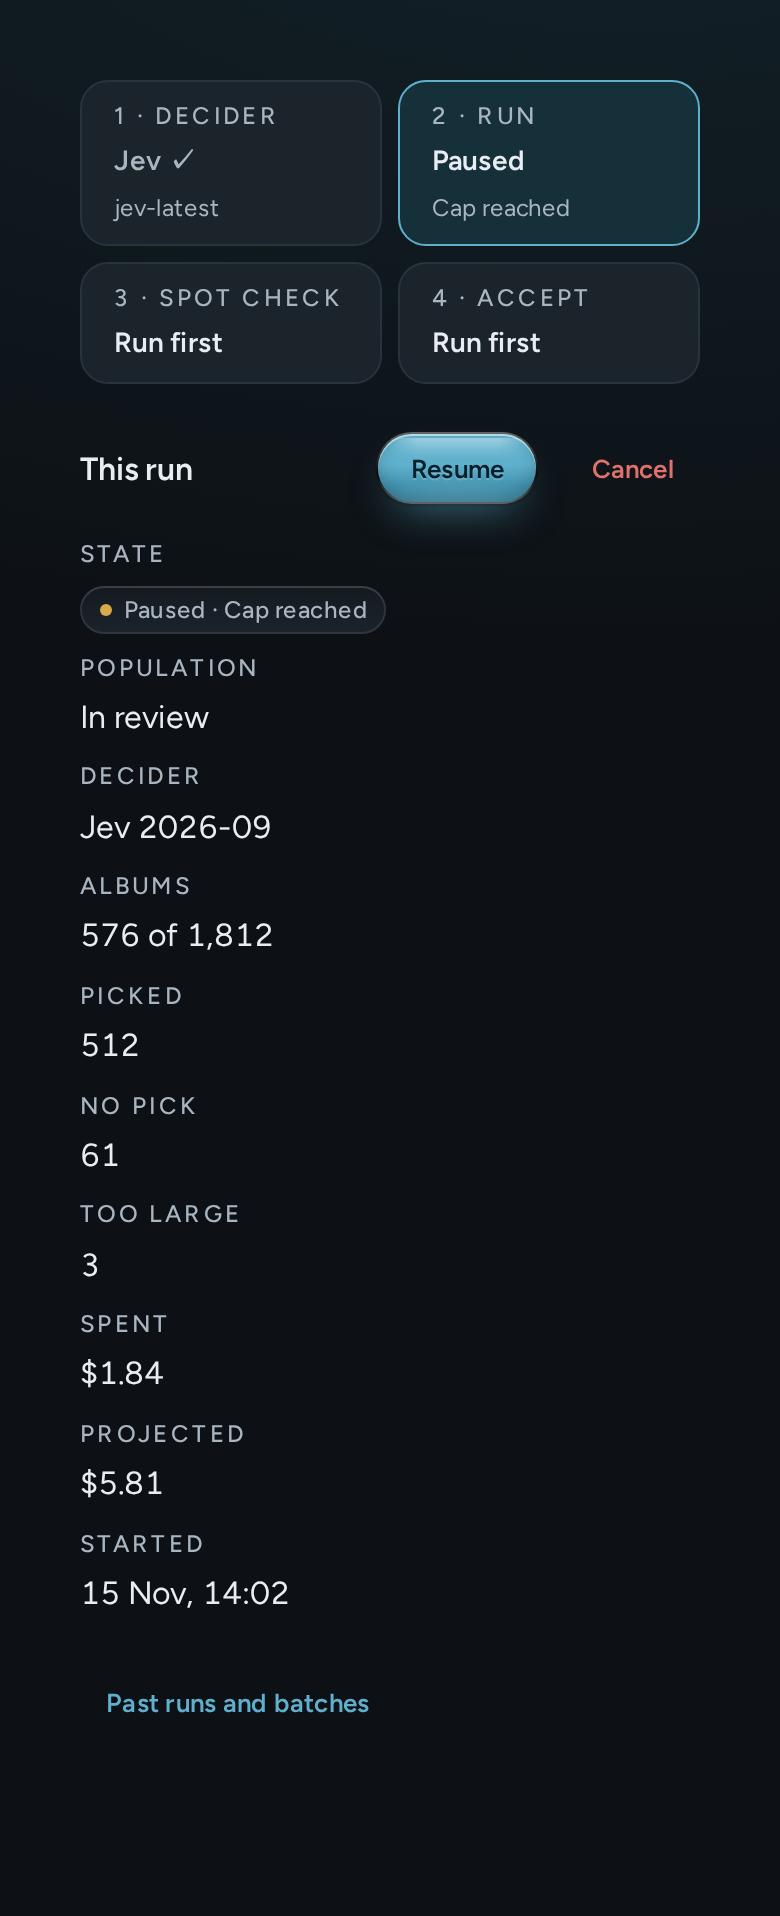 1 · DECIDER
Jev ✓
jev-latest
2 · RUN
Paused
Cap reached
3 · SPOT CHECK
Run first
4 · ACCEPT
Run first
This run
Resume
Cancel
STATE
Paused · Cap reached
POPULATION
In review
DECIDER
Jev 2026-09
ALBUMS
576 of 1,812
PICKED
512
NO PICK
61
TOO LARGE
3
SPENT
$1.84
PROJECTED
$5.81
STARTED
15 Nov, 14:02
Past runs and batches